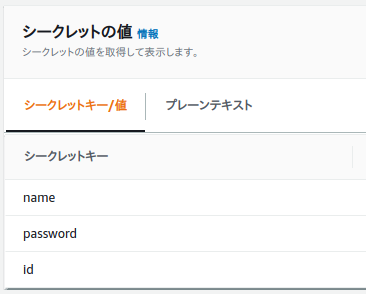 シークレットの値 情報
シークレットの値を取得して表示します。
シークレットキー/値 プレーンテキスト
シークレットキー
name
password
id